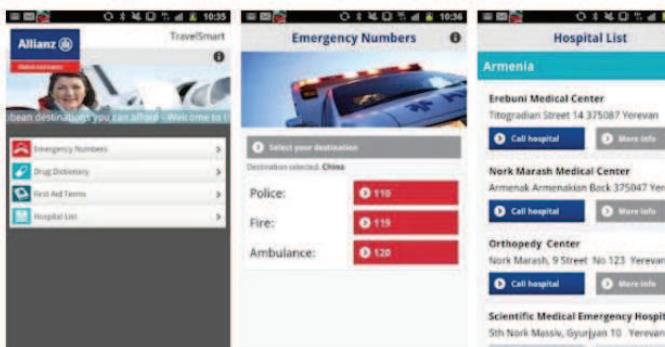 10:35
Allianz
TravelSmart
bean destinations you can afford - Welcome to t
Emergency Numbers
Drug Dictionary
First Aid Terms
Hospital List
10:36
Emergency Numbers
Select your destination
Destination selected: China
Police: 110
Fire: 119
Ambulance: 120
Hospital List
Armenia
Erebuni Medical Center
Titogradian Street 14 375087 Yerevan
Call hospital More info
Nork Marash Medical Center
Armenak Armenakian Back 375047 Yer
Call hospital More info
Orthopedy Center
Nork Marash, 9 Street No 123 Yerevan
Call hospital More info
Scientific Medical Emergency Hospit
5th Nork Massiv, Gyurjyan 10 Yerevan